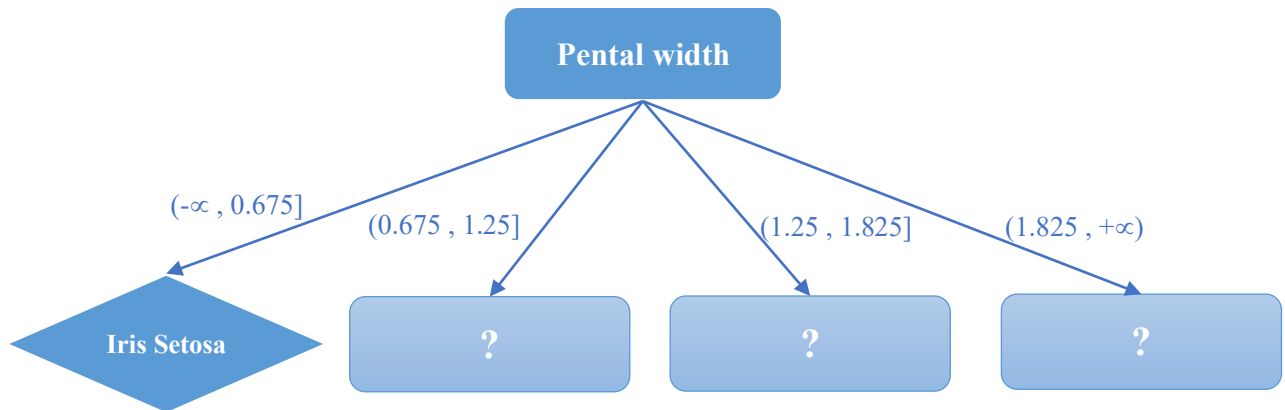 Pental width
(-∞ , 0.675]
(0.675 , 1.25]
(1.25 , 1.825]
(1.825 , +∞)
Iris Setosa
?
?
?